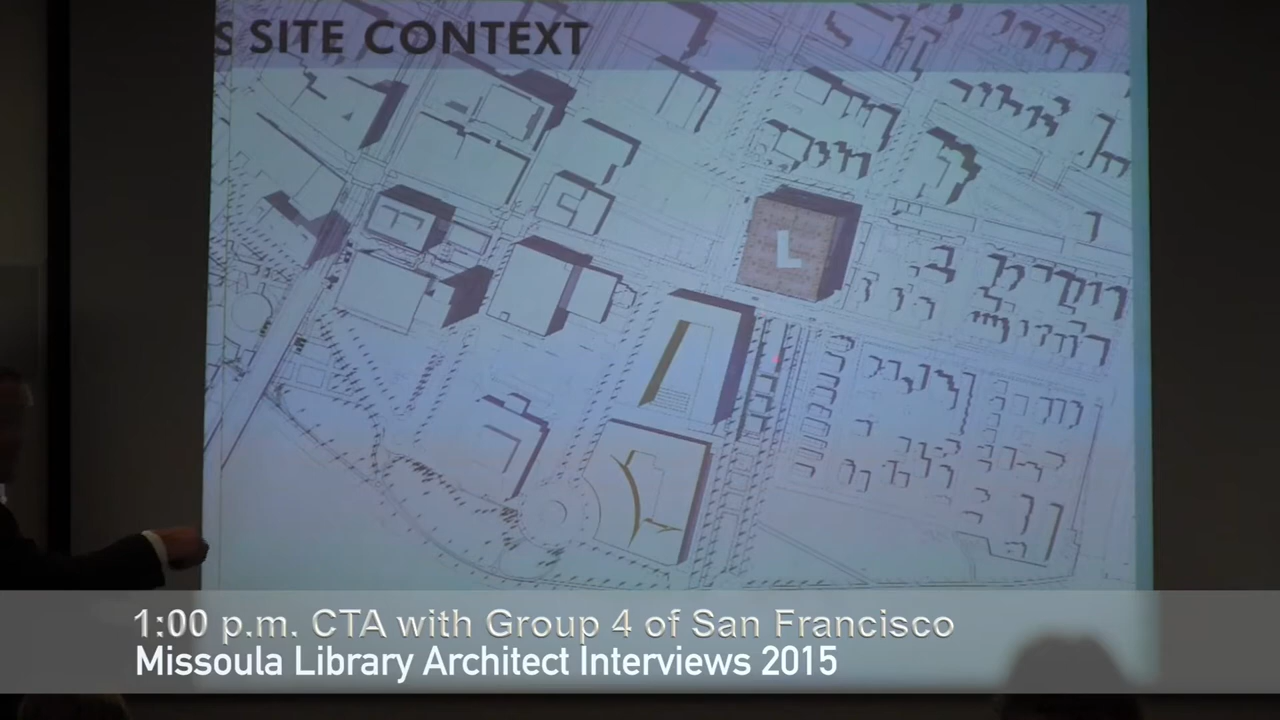 S SITE CONTEXT
L
1:00 p.m. CTA with Group 4 of San Francisco
Missoula Library Architect Interviews 2015